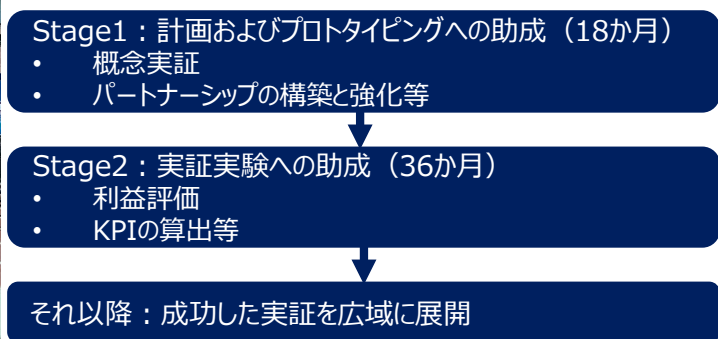 Stage1：計画およびプロトタイピングへの助成（18か月）
• 概念実証
• パートナーシップの構築と強化等
Stage2：実証実験への助成（36か月）
• 利益評価
• KPIの算出等
それ以降：成功した実証を広域に展開